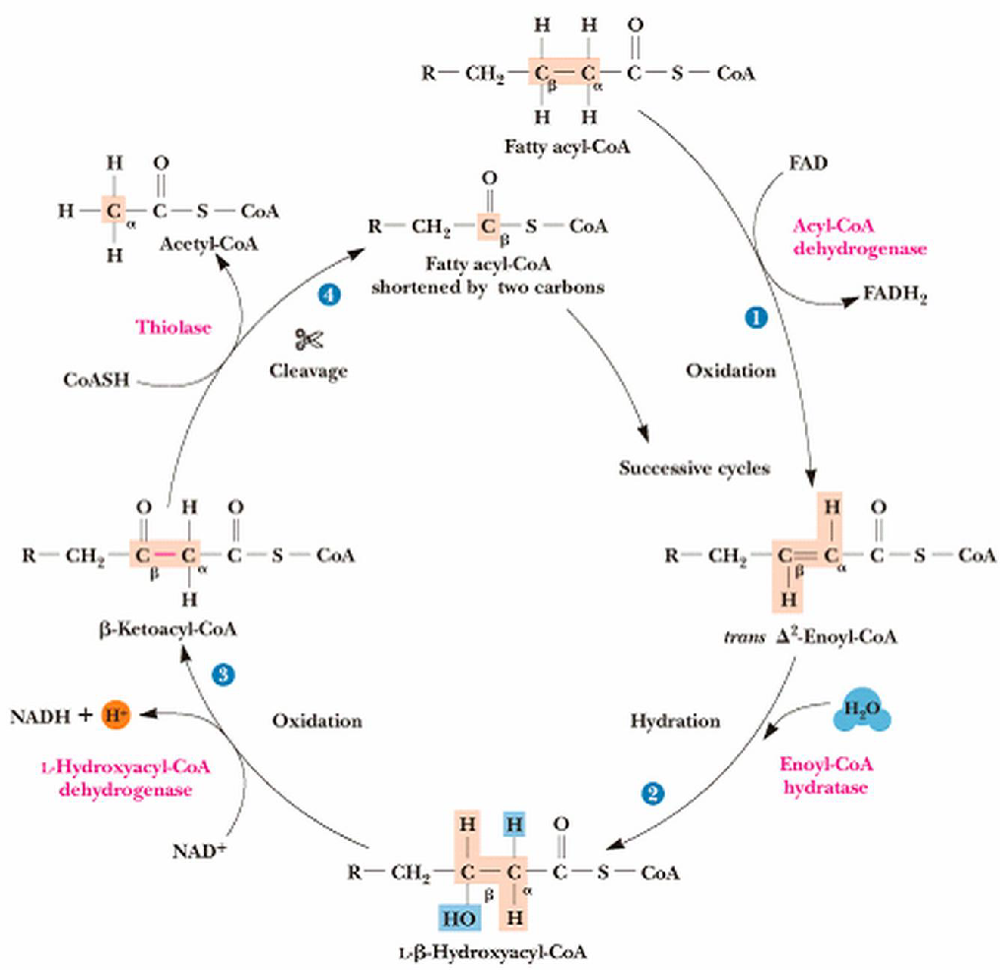 H H O
R—CH₂—C—C—C—S—CoA
β α
H H
Fatty acyl-CoA
FAD
Acyl-CoA
dehydrogenase
FADH₂
1
Oxidation
H O
H—C—C—S—CoA
α
H
Acetyl-CoA
O
R—CH₂—C—S—CoA
β
Fatty acyl-CoA
shortened by two carbons
4
Thiolase
Cleavage
CoASH
Successive cycles
O H O
R—CH₂—C—C—C—S—CoA
β α
H
β-Ketoacyl-CoA
H O
R—CH₂—C=C—C—S—CoA
β α
H
trans Δ²-Enoyl-CoA
3
NADH + H⁺
Oxidation
L-Hydroxyacyl-CoA
dehydrogenase
NAD⁺
Hydration
H₂O
Enoyl-CoA
hydratase
2
H H O
R—CH₂—C—C—C—S—CoA
β α
HO H
L-β-Hydroxyacyl-CoA